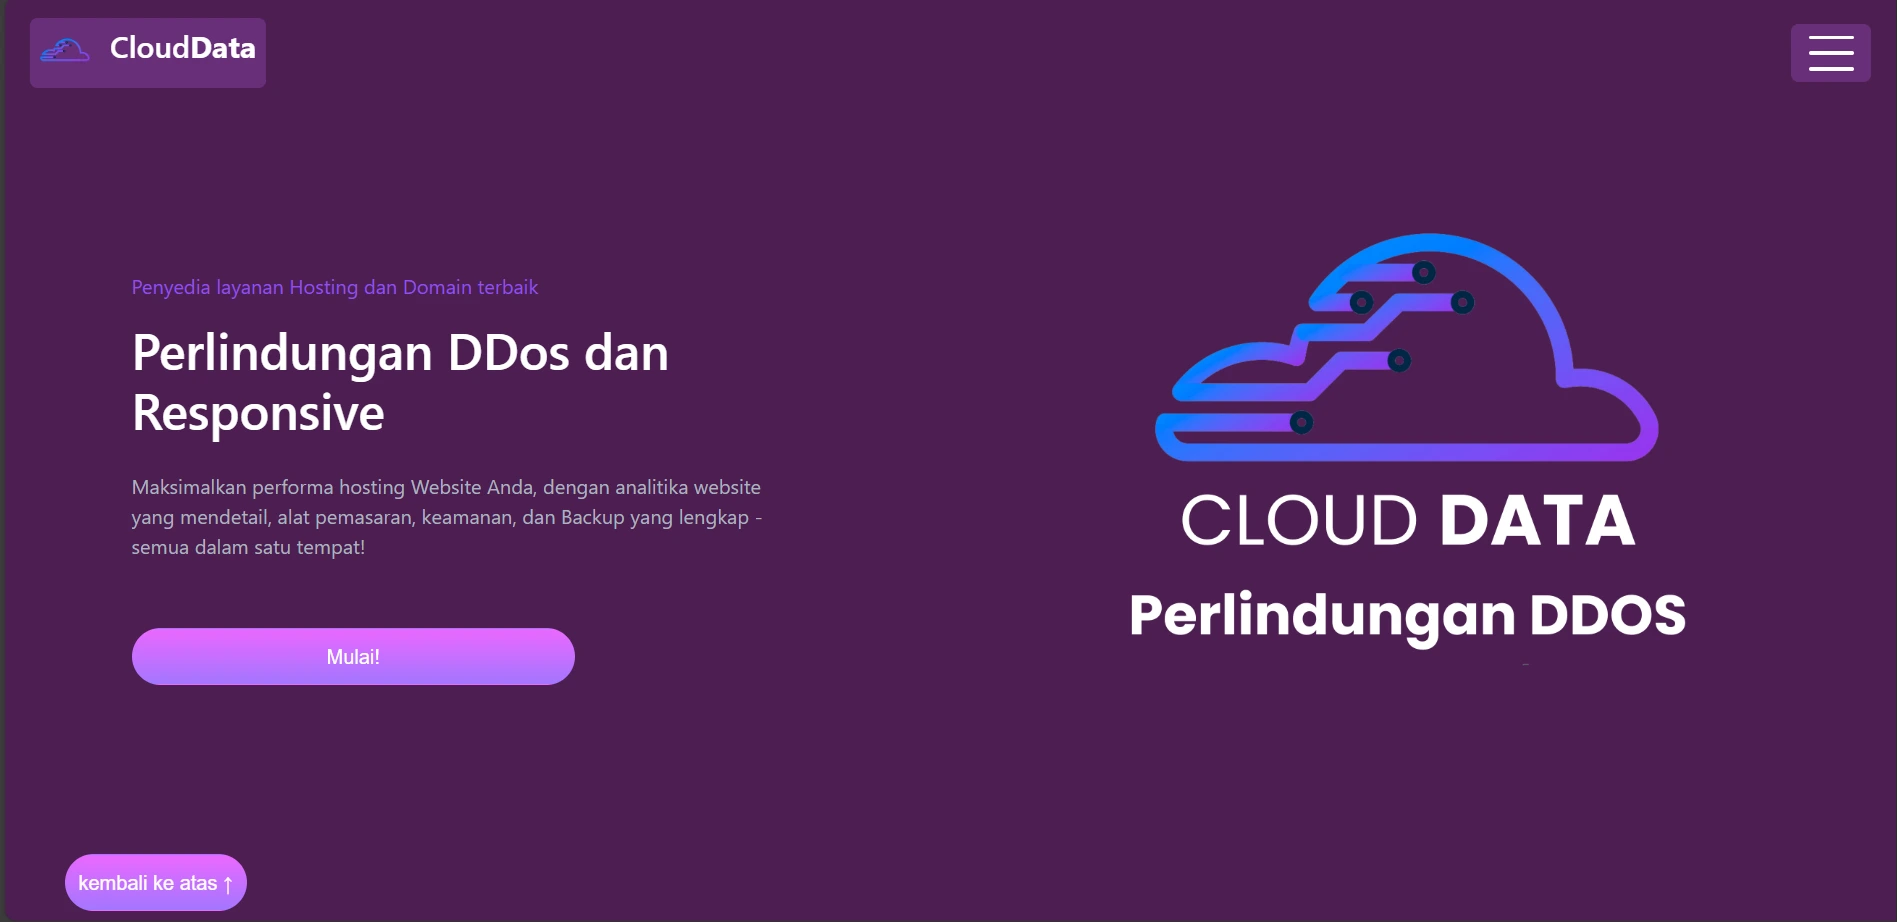 CloudData
Penyedia layanan Hosting dan Domain terbaik
Perlindungan DDos dan
Responsive
Maksimalkan performa hosting Website Anda, dengan analitika website
yang mendetail, alat pemasaran, keamanan, dan Backup yang lengkap -
semua dalam satu tempat!
Mulai!
CLOUD DATA
Perlindungan DDOS
kembali ke atas ↑